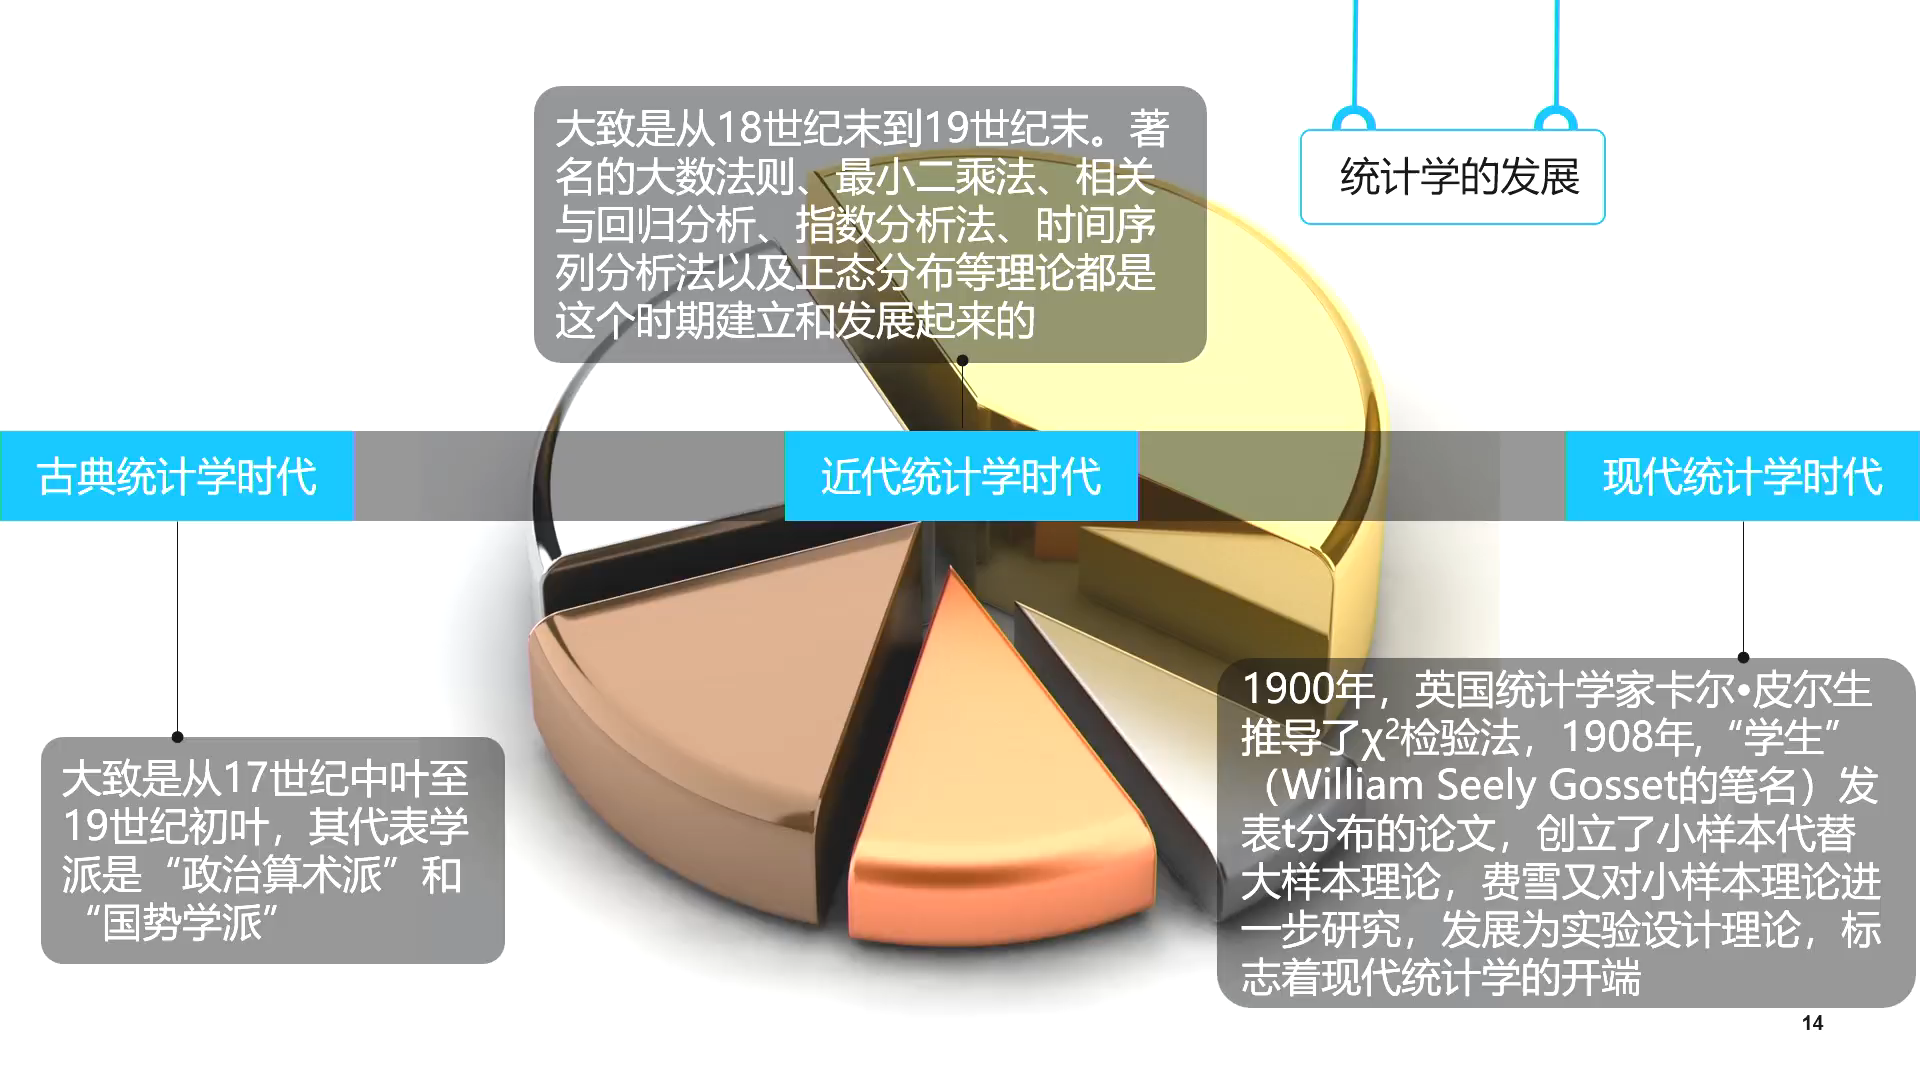 统计学的发展
大致是从18世纪末到19世纪末。著
名的大数法则、最小二乘法、相关
与回归分析、指数分析法、时间序
列分析法以及正态分布等理论都是
这个时期建立和发展起来的
古典统计学时代
近代统计学时代
现代统计学时代
大致是从17世纪中叶至
19世纪初叶，其代表学
派是“政治算术派”和
“国势学派”
1900年，英国统计学家卡尔•皮尔生
推导了χ²检验法，1908年,“学生”
（William Seely Gosset的笔名）发
表t分布的论文，创立了小样本代替
大样本理论，费雪又对小样本理论进
一步研究，发展为实验设计理论，标
志着现代统计学的开端
14